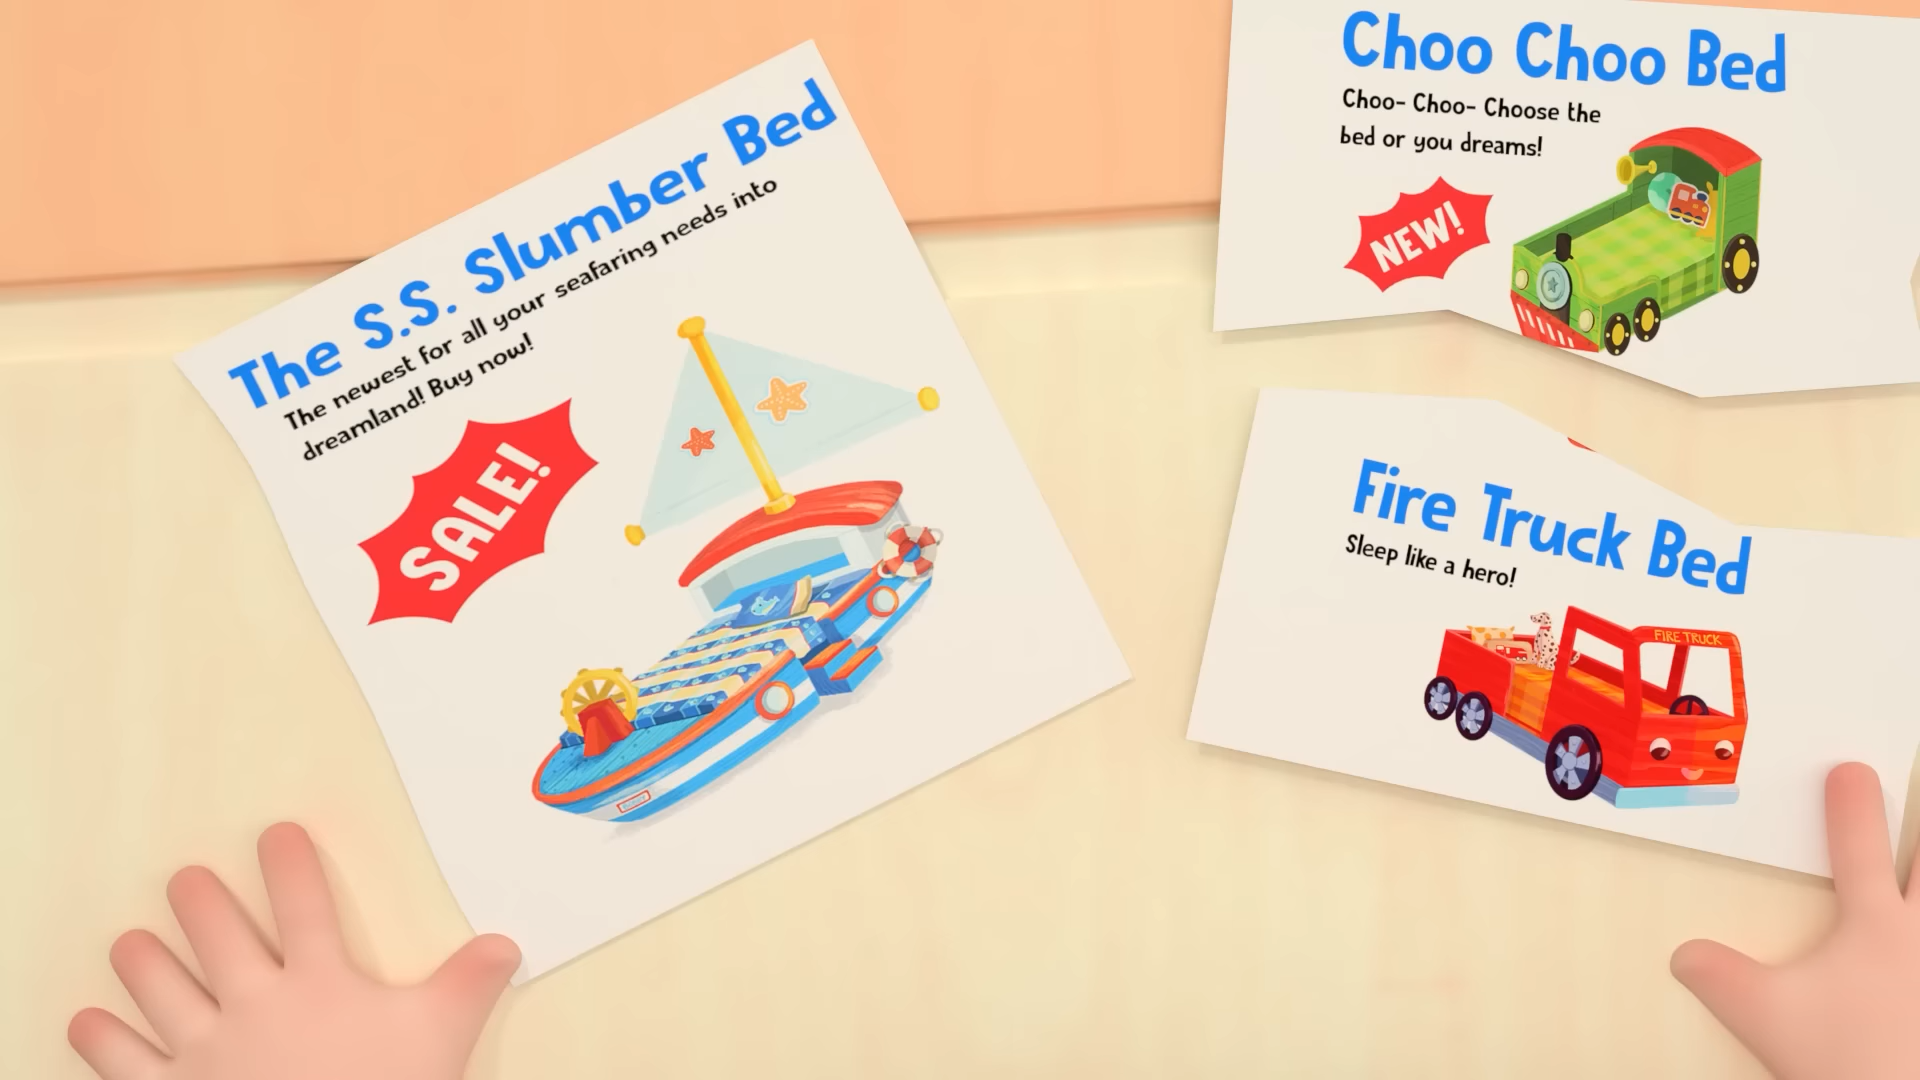 The S.S. Slumber Bed
The newest for all your seafaring needs into
dreamland! Buy now!
SALE!
Choo Choo Bed
Choo- Choo- Choose the
bed or you dreams!
NEW!
Fire Truck Bed
Sleep like a hero!
FIRE TRUCK